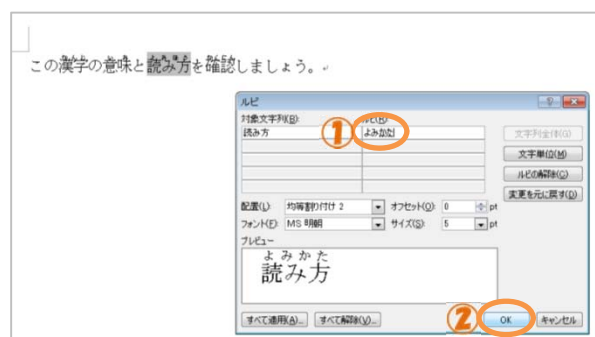 この漢字の意味と読み方を確認しましょう。
ルビ
対象文字列(B): ルビ(R):
読み方 よみかた
①
文字列全体(G)
文字単位(M)
ルビの解除(C)
変更を元に戻す(D)
配置(L): 均等割り付け 2 オフセット(O): 0 pt
フォント(F): MS 明朝 サイズ(S): 5 pt
プレビュー
よみかた
読み方
すべて適用(A)... すべて解除(V)... ② OK キャンセル